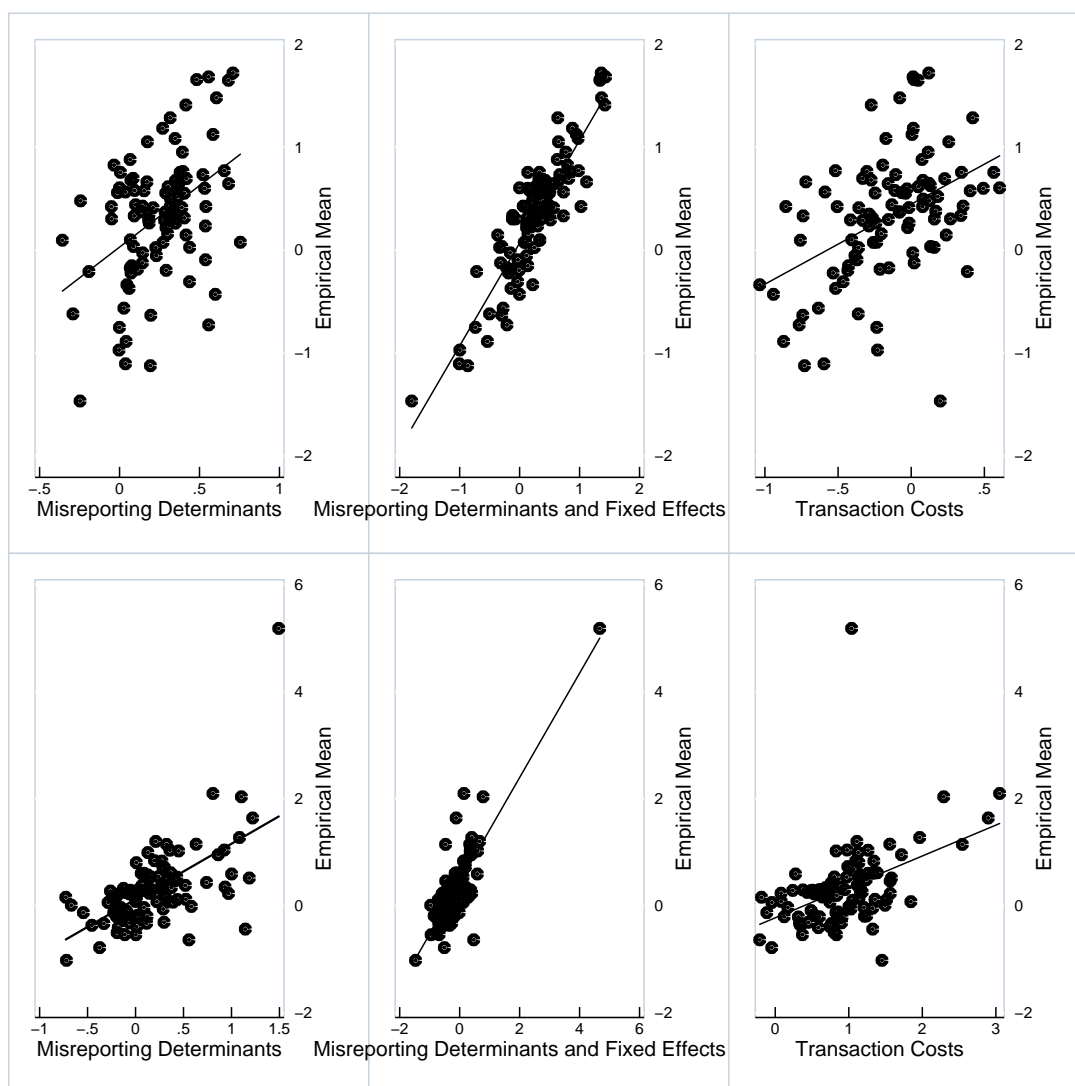 2
1
0
−1
−2
Empirical Mean
−.5 0 .5 1
Misreporting Determinants
2
1
0
−1
−2
Empirical Mean
−2 −1 0 1 2
Misreporting Determinants and Fixed Effects
2
1
0
−1
−2
Empirical Mean
−1 −.5 0 .5
Transaction Costs
6
4
2
0
−2
Empirical Mean
−1 −.5 0 .5 1 1.5
Misreporting Determinants
6
4
2
0
−2
Empirical Mean
−2 0 2 4 6
Misreporting Determinants and Fixed Effects
6
4
2
0
−2
Empirical Mean
0 1 2 3
Transaction Costs